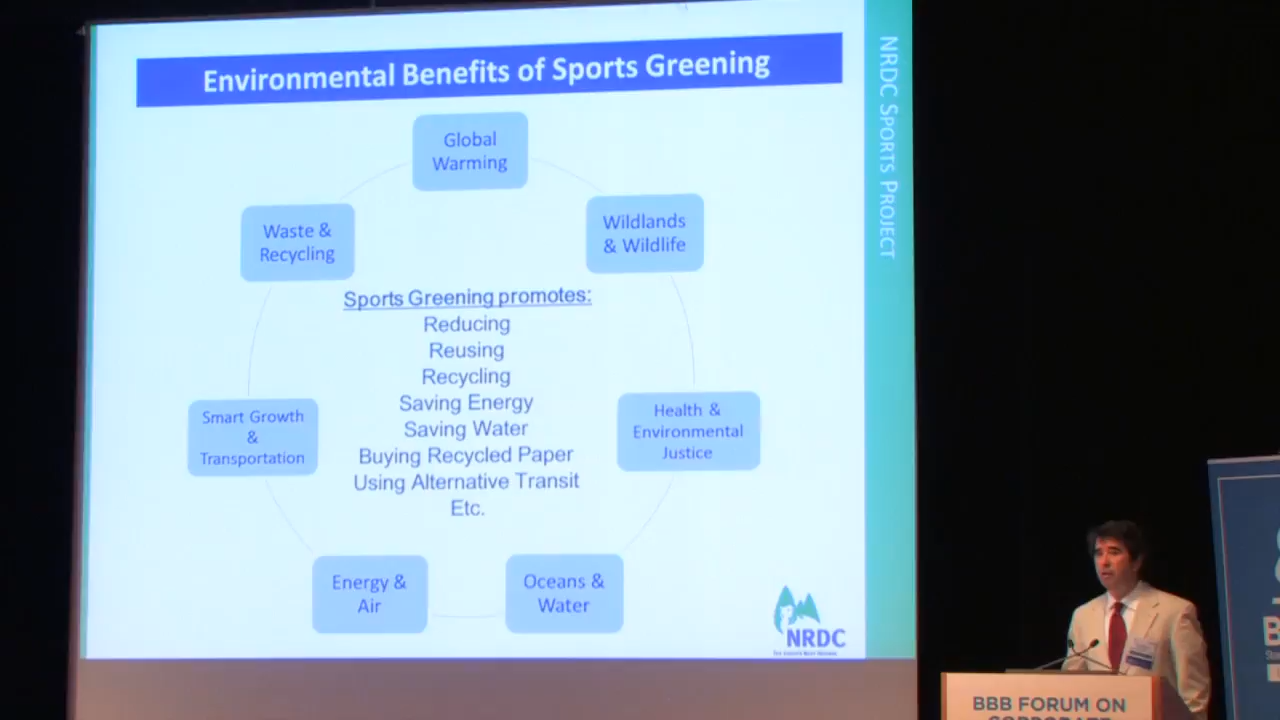 Environmental Benefits of Sports Greening
NRDC SPORTS PROJECT
Global
Warming
Wildlands
& Wildlife
Health &
Environmental
Justice
Oceans &
Water
Energy &
Air
Smart Growth
&
Transportation
Waste &
Recycling
Sports Greening promotes:
Reducing
Reusing
Recycling
Saving Energy
Saving Water
Buying Recycled Paper
Using Alternative Transit
Etc.
NRDC
BBB FORUM ON
CORPORATE